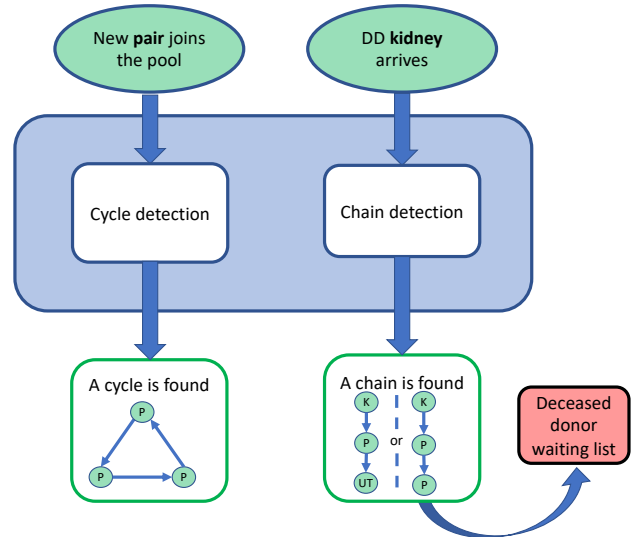 New pair joins
the pool
DD kidney
arrives
Cycle detection
Chain detection
A cycle is found
P
P
P
A chain is found
K
K
P
or
P
UT
P
Deceased
donor
waiting list